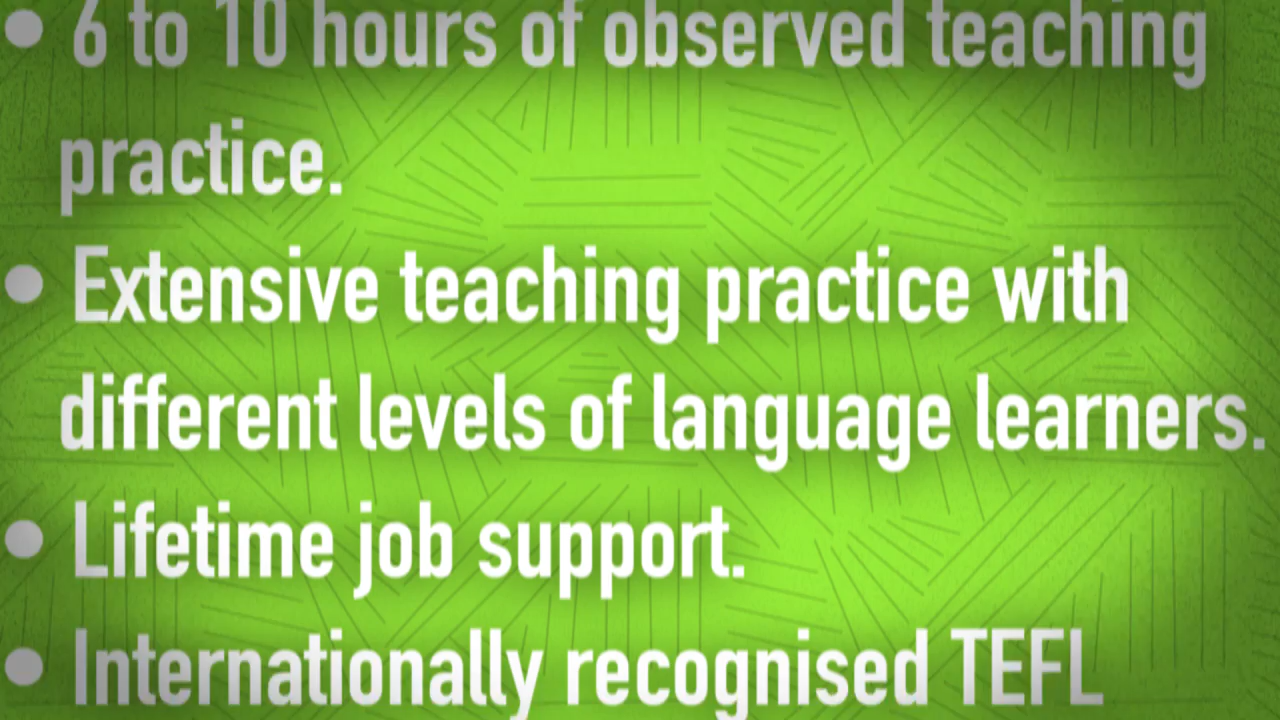 • 6 to 10 hours of observed teaching
practice.
• Extensive teaching practice with
different levels of language learners.
• Lifetime job support.
• Internationally recognised TEFL